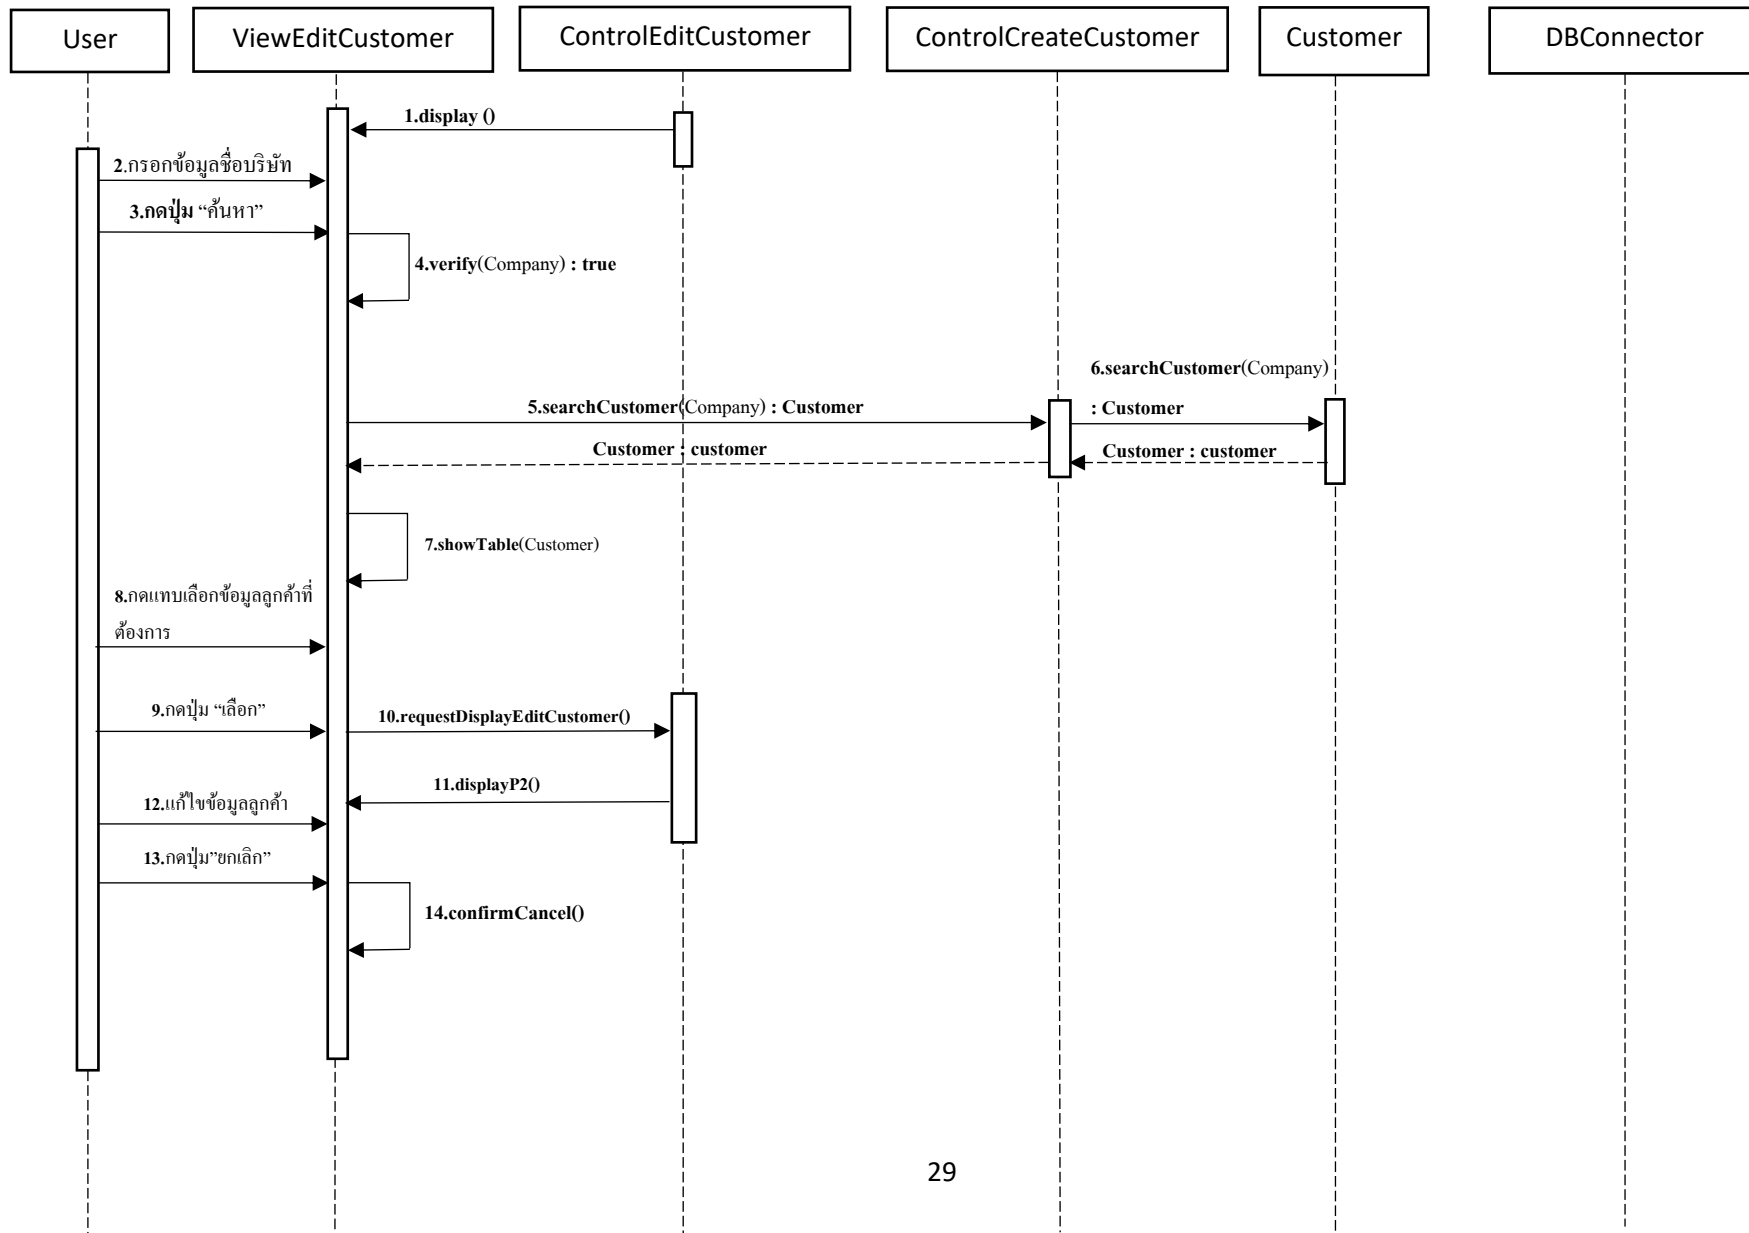 User
ViewEditCustomer
ControlEditCustomer
ControlCreateCustomer
Customer
DBConnector
1.display ()
2.กรอกข้อมูลชื่อบริษัท
3.กดปุ่ม “ค้นหา”
4.verify(Company) : true
6.searchCustomer(Company)
: Customer
5.searchCustomer(Company) : Customer
Customer : customer
Customer : customer
7.showTable(Customer)
8.กดแทบเลือกข้อมูลลูกค้าที่
ต้องการ
9.กดปุ่ม “เลือก”
10.requestDisplayEditCustomer()
11.displayP2()
12.แก้ไขข้อมูลลูกค้า
13.กดปุ่ม”ยกเลิก”
14.confirmCancel()
29